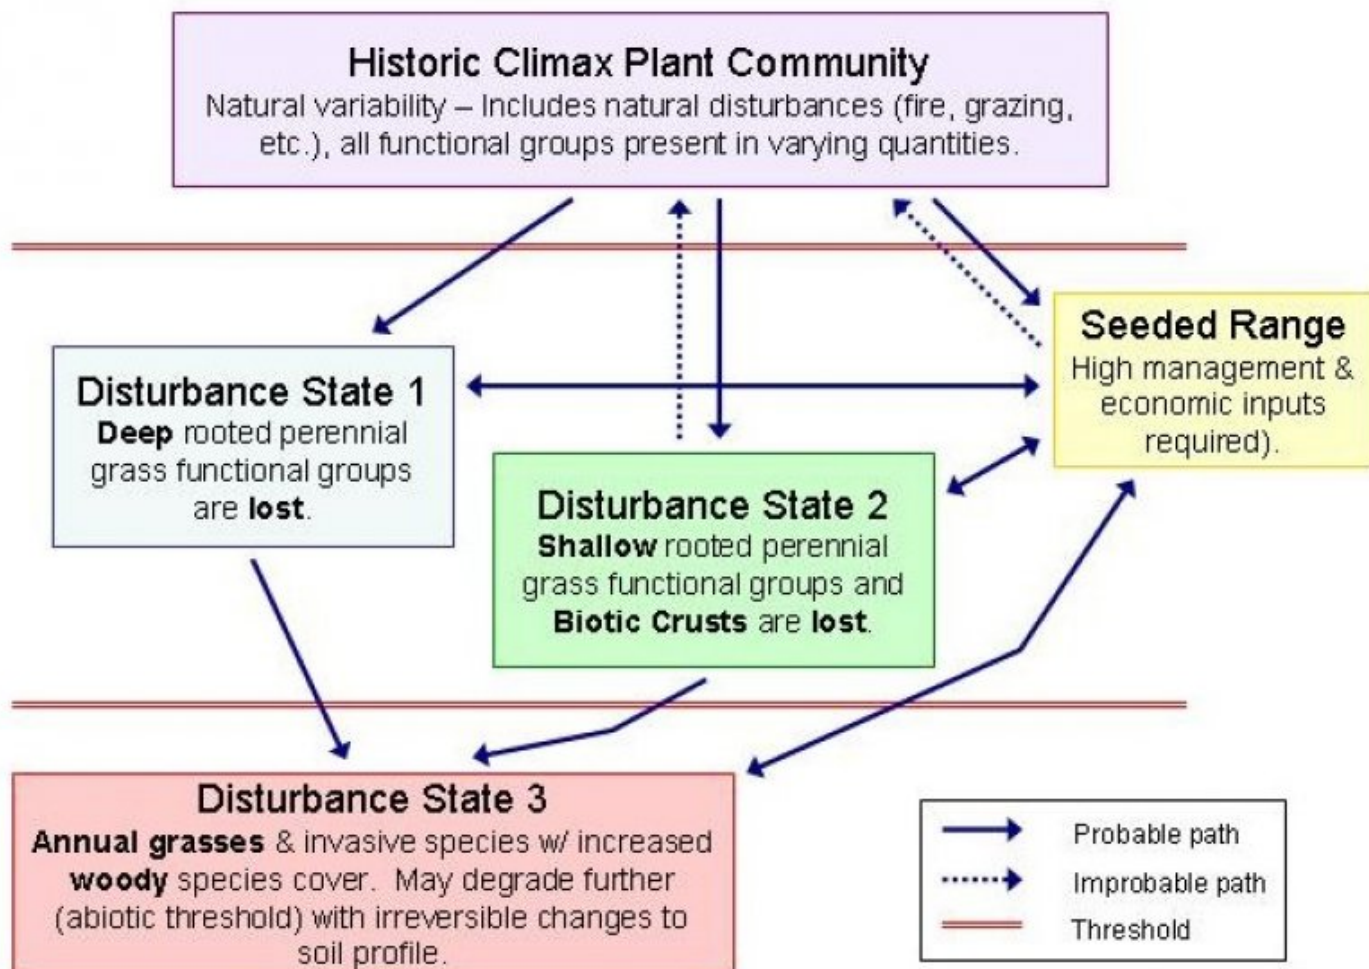 Historic Climax Plant Community
Natural variability – Includes natural disturbances (fire, grazing,
etc.), all functional groups present in varying quantities.
Seeded Range
High management &
economic inputs
required).
Disturbance State 1
Deep rooted perennial
grass functional groups
are lost.
Disturbance State 2
Shallow rooted perennial
grass functional groups and
Biotic Crusts are lost.
Disturbance State 3
Annual grasses & invasive species w/ increased
woody species cover. May degrade further
(abiotic threshold) with irreversible changes to
soil profile.
Probable path
Improbable path
Threshold